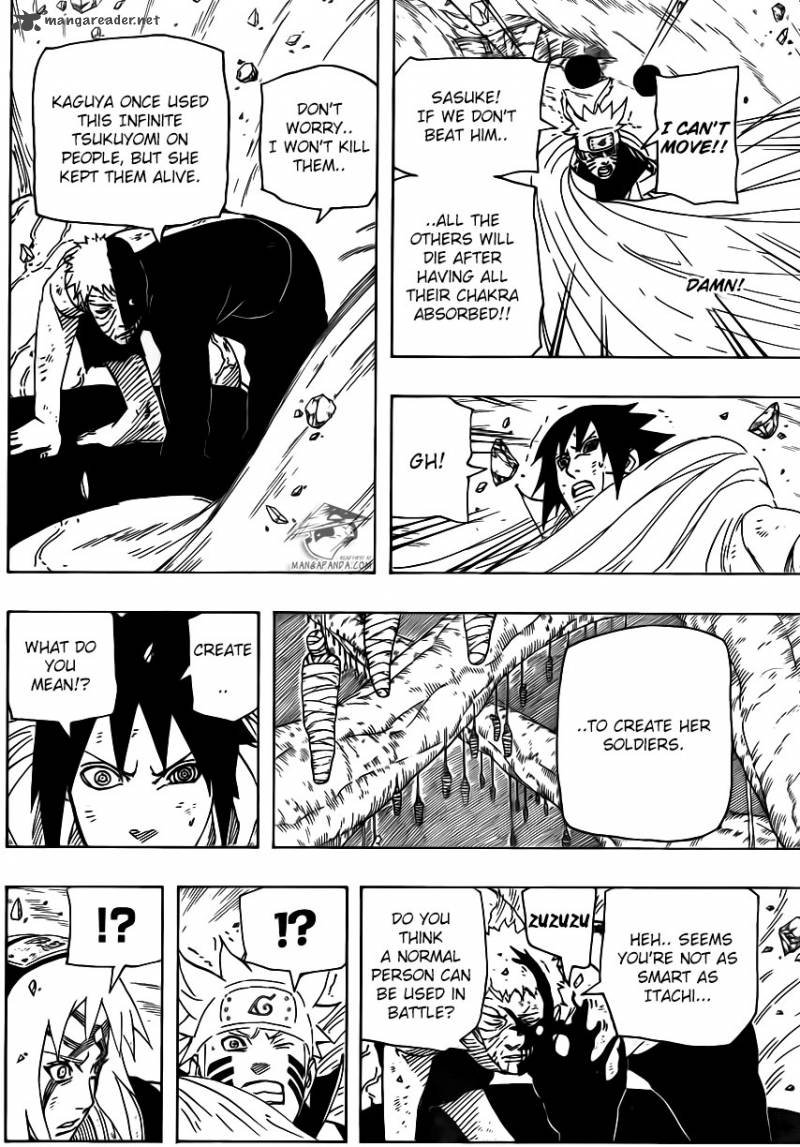 mangareader.net
SASUKE!
IF WE DON'T
BEAT HIM..
I CAN'T
MOVE!!
..ALL THE
OTHERS WILL
DIE AFTER
HAVING ALL
THEIR CHAKRA
ABSORBED!!
DAMN!
DON'T
WORRY..
I WON'T KILL
THEM..
KAGUYA ONCE USED
THIS INFINITE
TSUKUYOMI ON
PEOPLE, BUT SHE
KEPT THEM ALIVE.
MANGAPANDA.COM
GH!
..TO CREATE HER
SOLDIERS.
CREATE
..
WHAT DO
YOU
MEAN!?
HEH.. SEEMS
YOU'RE NOT AS
SMART AS
ITACHI...
ZUZUZU
DO YOU
THINK
A NORMAL
PERSON CAN
BE USED IN
BATTLE?
!?
!?